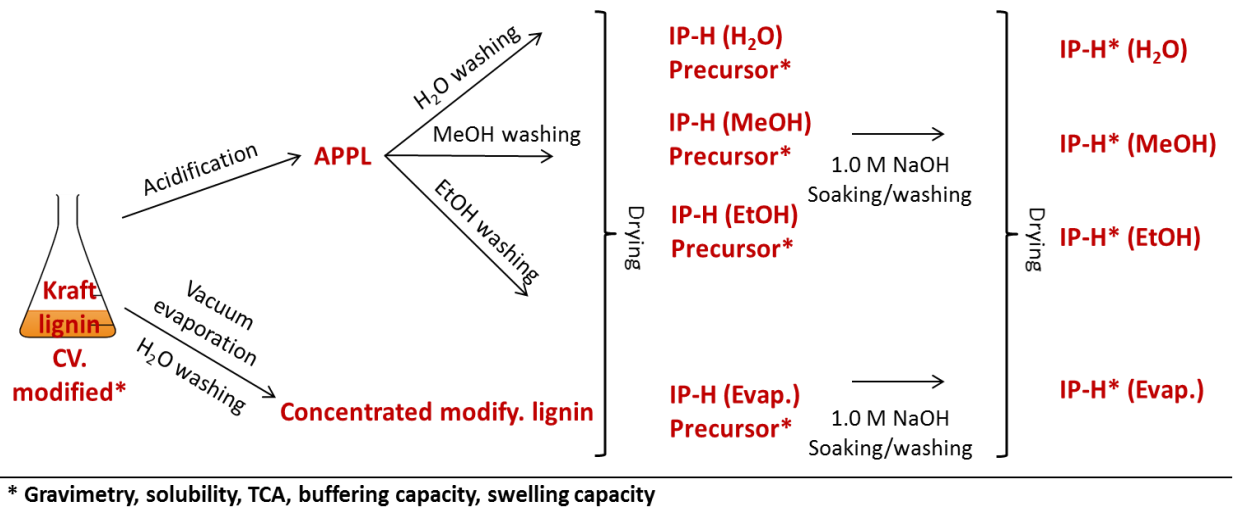 Kraft
lignin
CV.
modified*
Acidification
APPL
H₂O washing
MeOH washing
EtOH washing
Vacuum
evaporation
H₂O washing
Concentrated modify. lignin
Drying
IP-H (H₂O)
Precursor*
IP-H (MeOH)
Precursor*
IP-H (EtOH)
Precursor*
IP-H (Evap.)
Precursor*
1.0 M NaOH
Soaking/washing
1.0 M NaOH
Soaking/washing
Drying
IP-H* (H₂O)
IP-H* (MeOH)
IP-H* (EtOH)
IP-H* (Evap.)
* Gravimetry, solubility, TCA, buffering capacity, swelling capacity